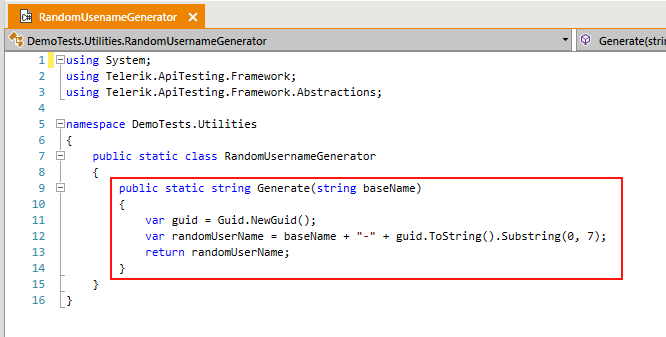 RandomUsenameGenerator
DemoTests.Utilities.RandomUsernameGenerator Generate(strin
1 using System;
2 using Telerik.ApiTesting.Framework;
3 using Telerik.ApiTesting.Framework.Abstractions;
4
5 namespace DemoTests.Utilities
6 {
7     public static class RandomUsernameGenerator
8     {
9         public static string Generate(string baseName)
10         {
11             var guid = Guid.NewGuid();
12             var randomUserName = baseName + "-" + guid.ToString().Substring(0, 7);
13             return randomUserName;
14         }
15     }
16 }